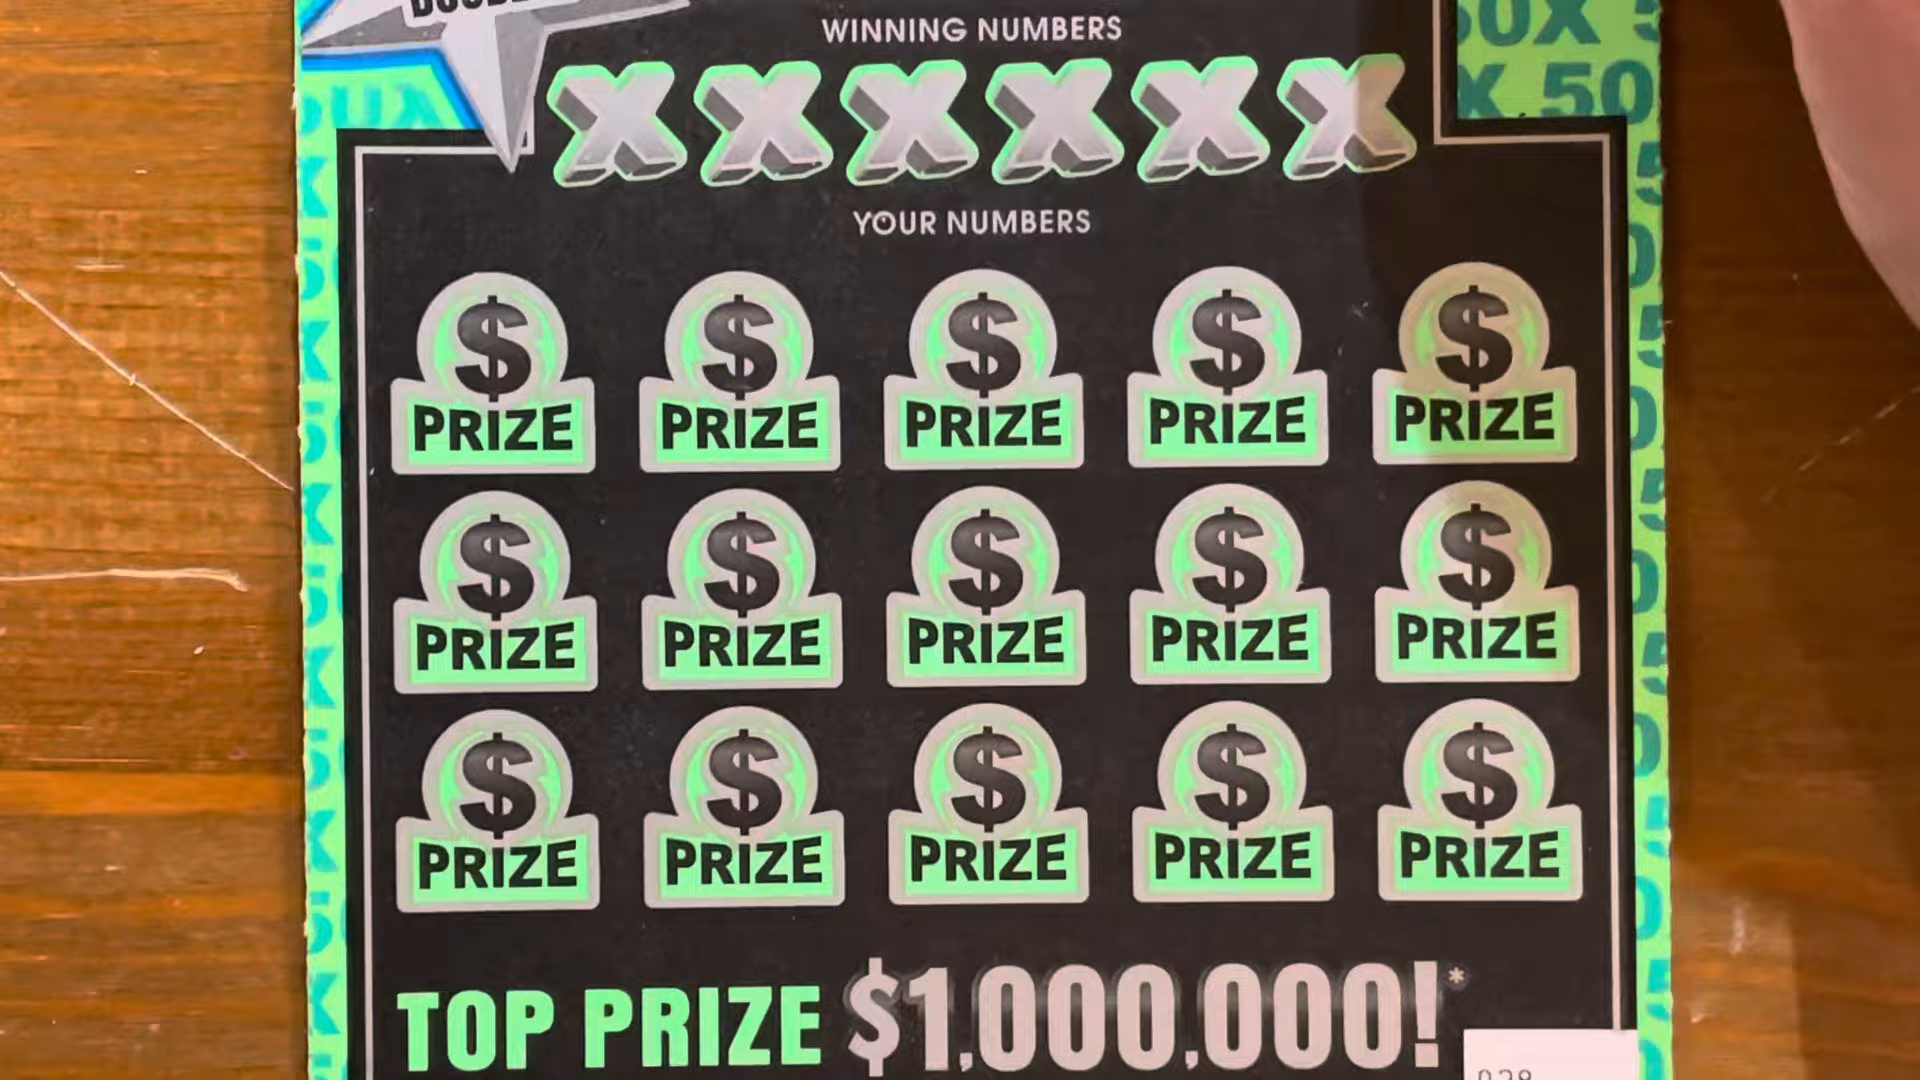 WINNING NUMBERS
X X X X X X
YOUR NUMBERS
$ $ $ $ $
PRIZE PRIZE PRIZE PRIZE PRIZE
$ $ $ $ $
PRIZE PRIZE PRIZE PRIZE PRIZE
$ $ $ $ $
PRIZE PRIZE PRIZE PRIZE PRIZE
TOP PRIZE $1,000,000!*